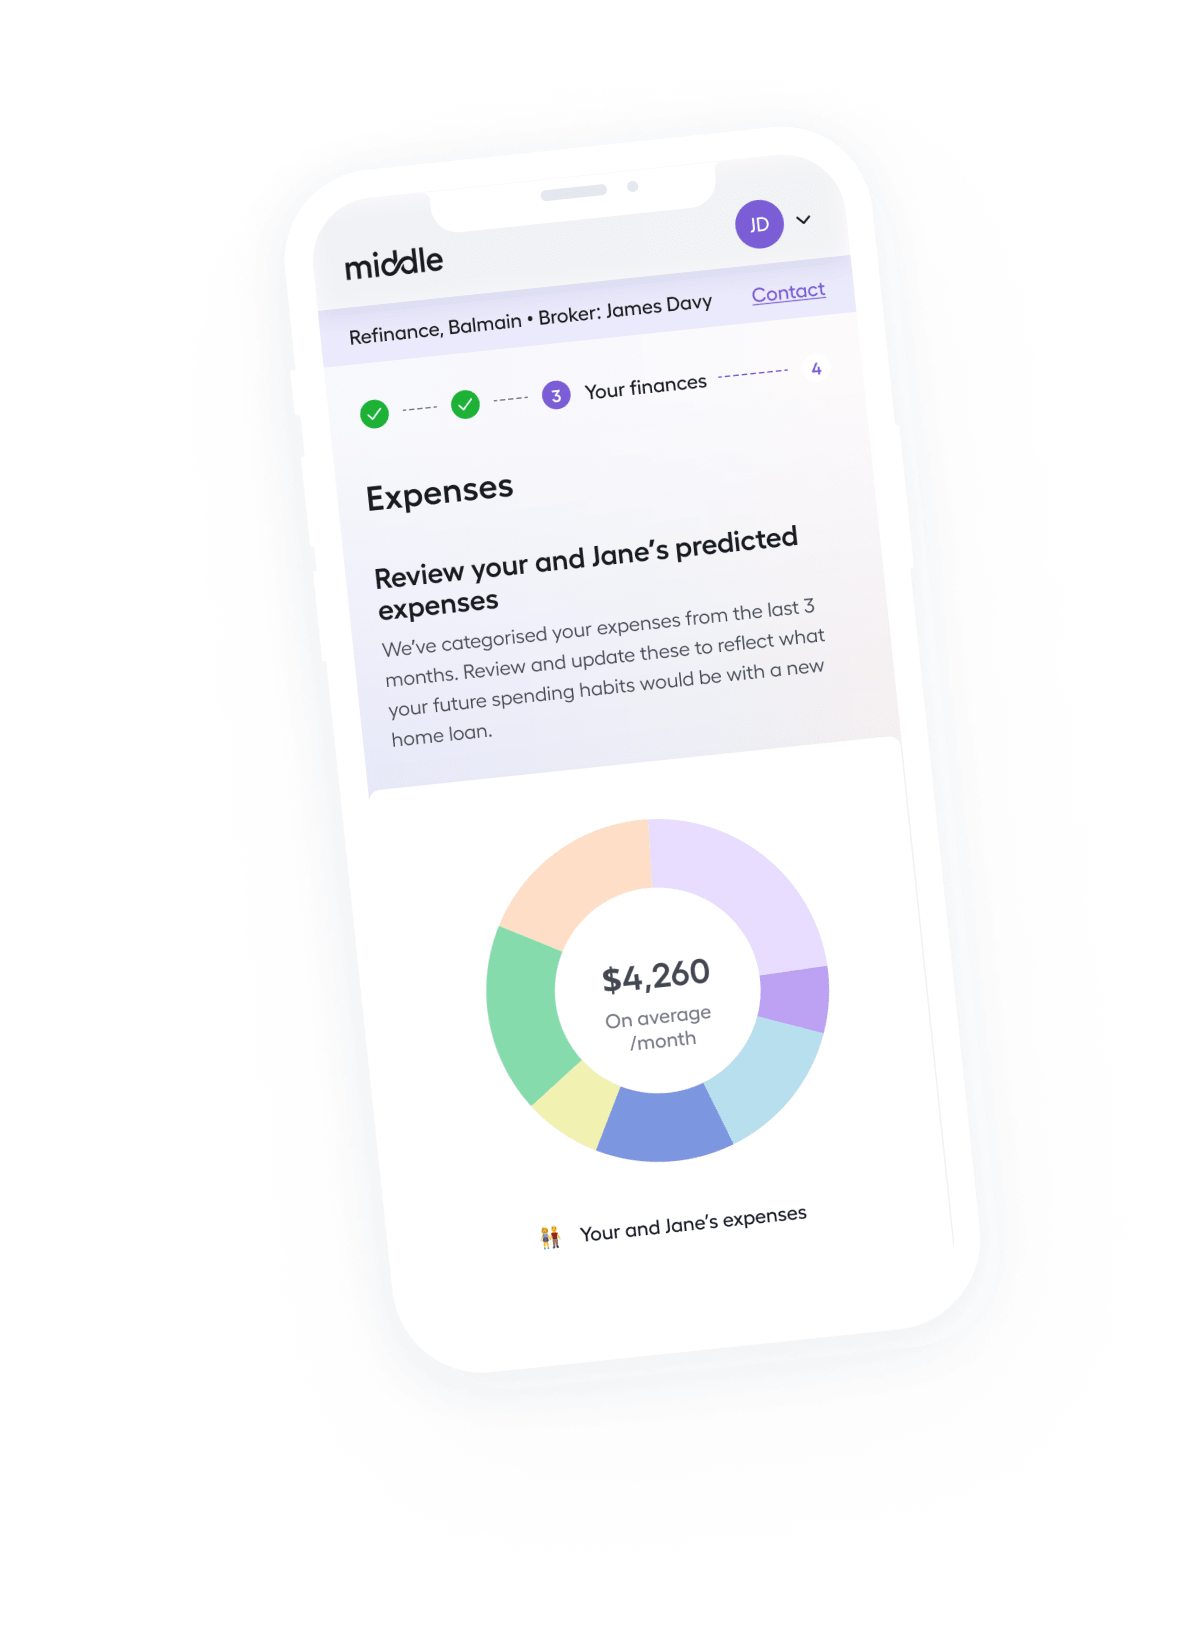 middle
JD
Refinance, Balmain • Broker: James Davy
Contact
3
Your finances
4
Expenses
Review your and Jane’s predicted
expenses
We’ve categorised your expenses from the last 3
months. Review and update these to reflect what
your future spending habits would be with a new
home loan.
$4,260
On average
/month
Your and Jane’s expenses